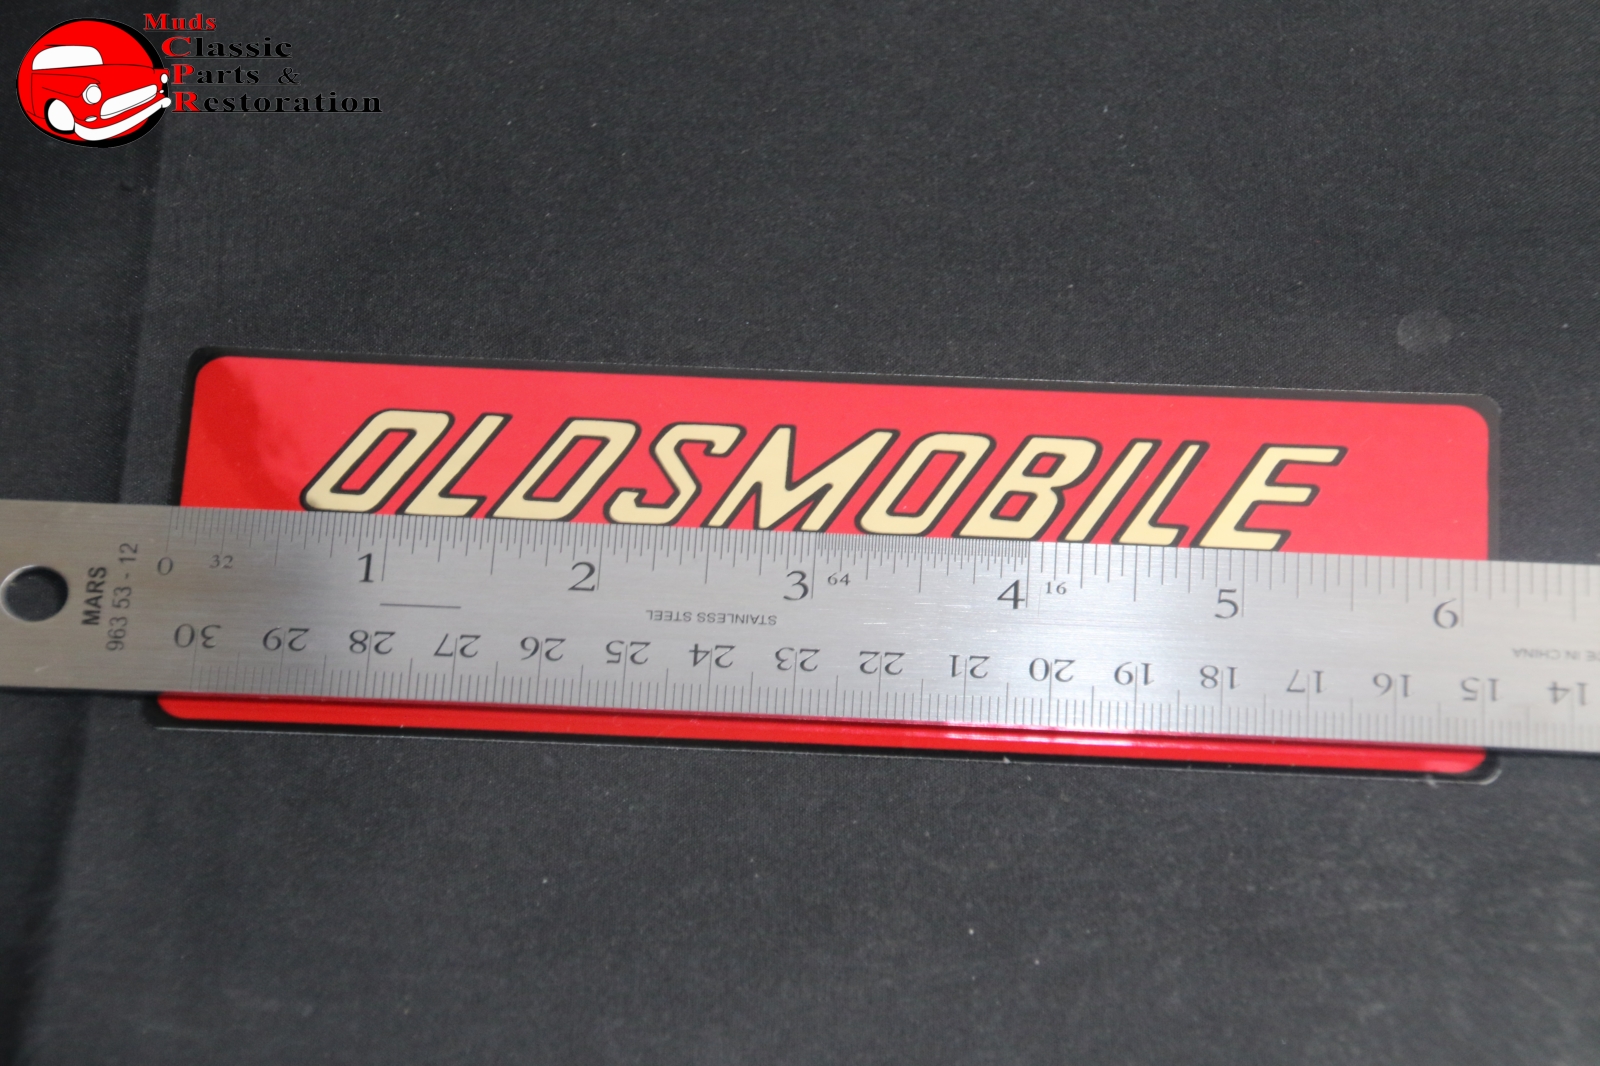 Muds
Classic
Parts &
Restoration
OLDSMOBILE
MARS
963 53 - 12
0 32 1 2 3 64 4 16 5 6
STAINLESS STEEL
30 29 28 27 26 25 24 23 22 21 20 19 18 17 16 15 14
IN CHINA